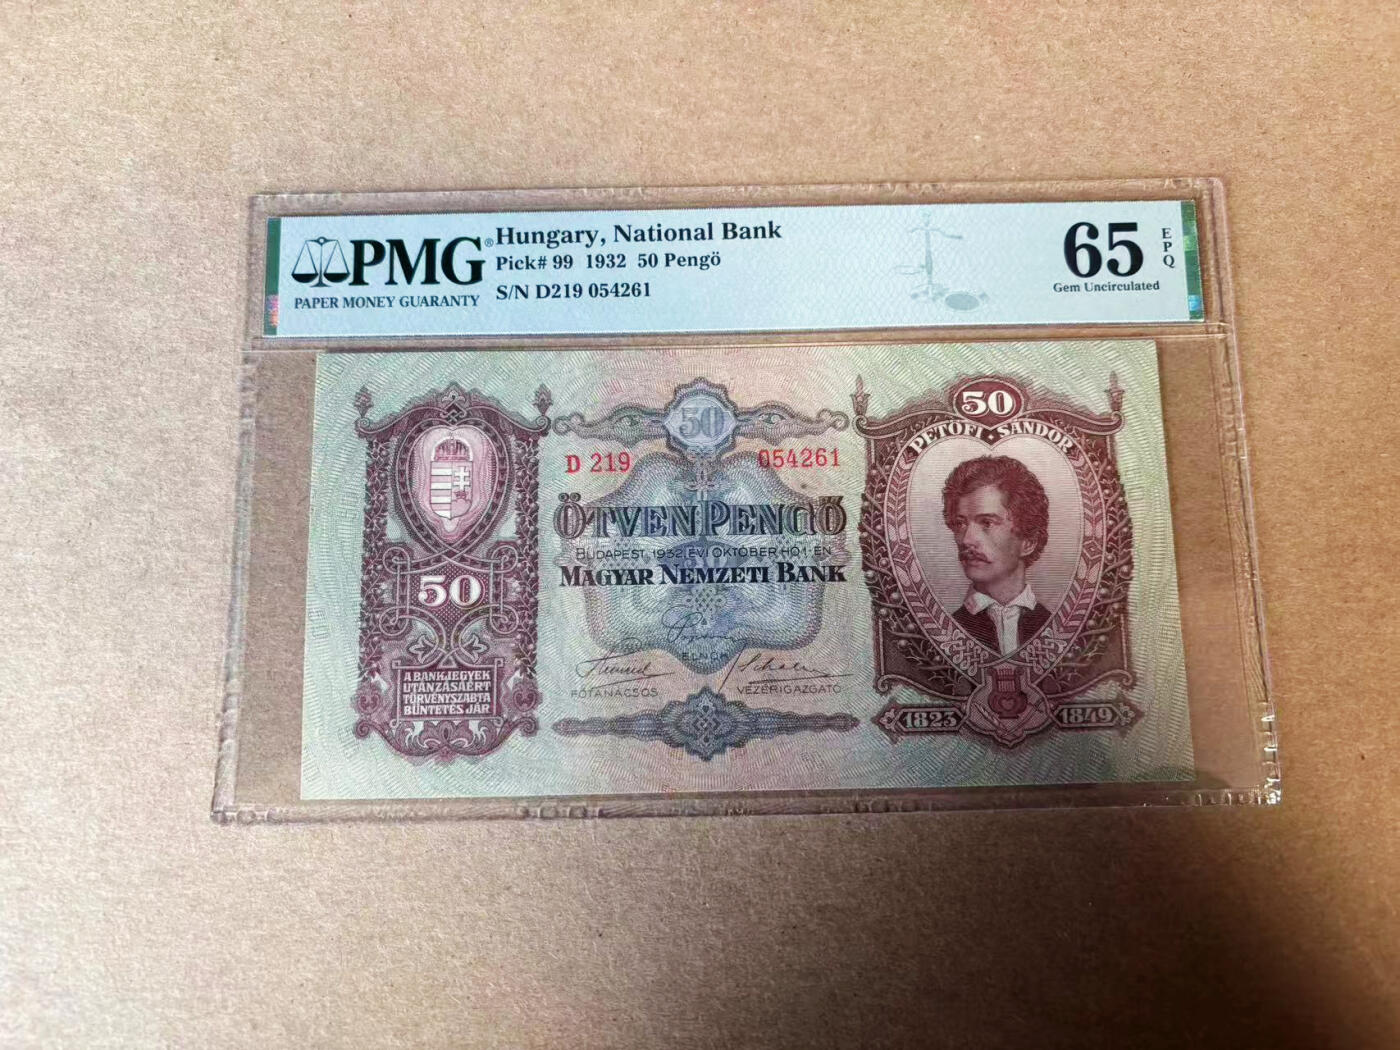 PMG®
PAPER MONEY GUARANTY
Hungary, National Bank
Pick# 99 1932 50 Pengö
S/N D219 054261
65 EPQ
Gem Uncirculated
50
50
PETŐFI · SÁNDOR
D 219 054261
ÖTVEN PENGŐ
BUDAPEST, 1932. ÉVI OKTÓBER HÓ 1-ÉN
MAGYAR NEMZETI BANK
50
ELNÖK
FŐTANÁCSOS
VEZÉRIGAZGATÓ
A BANKJEGYEK
UTÁNZÁSÁÉRT
TÖRVÉNYSZABTA
BÜNTETÉS JÁR
1823 1849